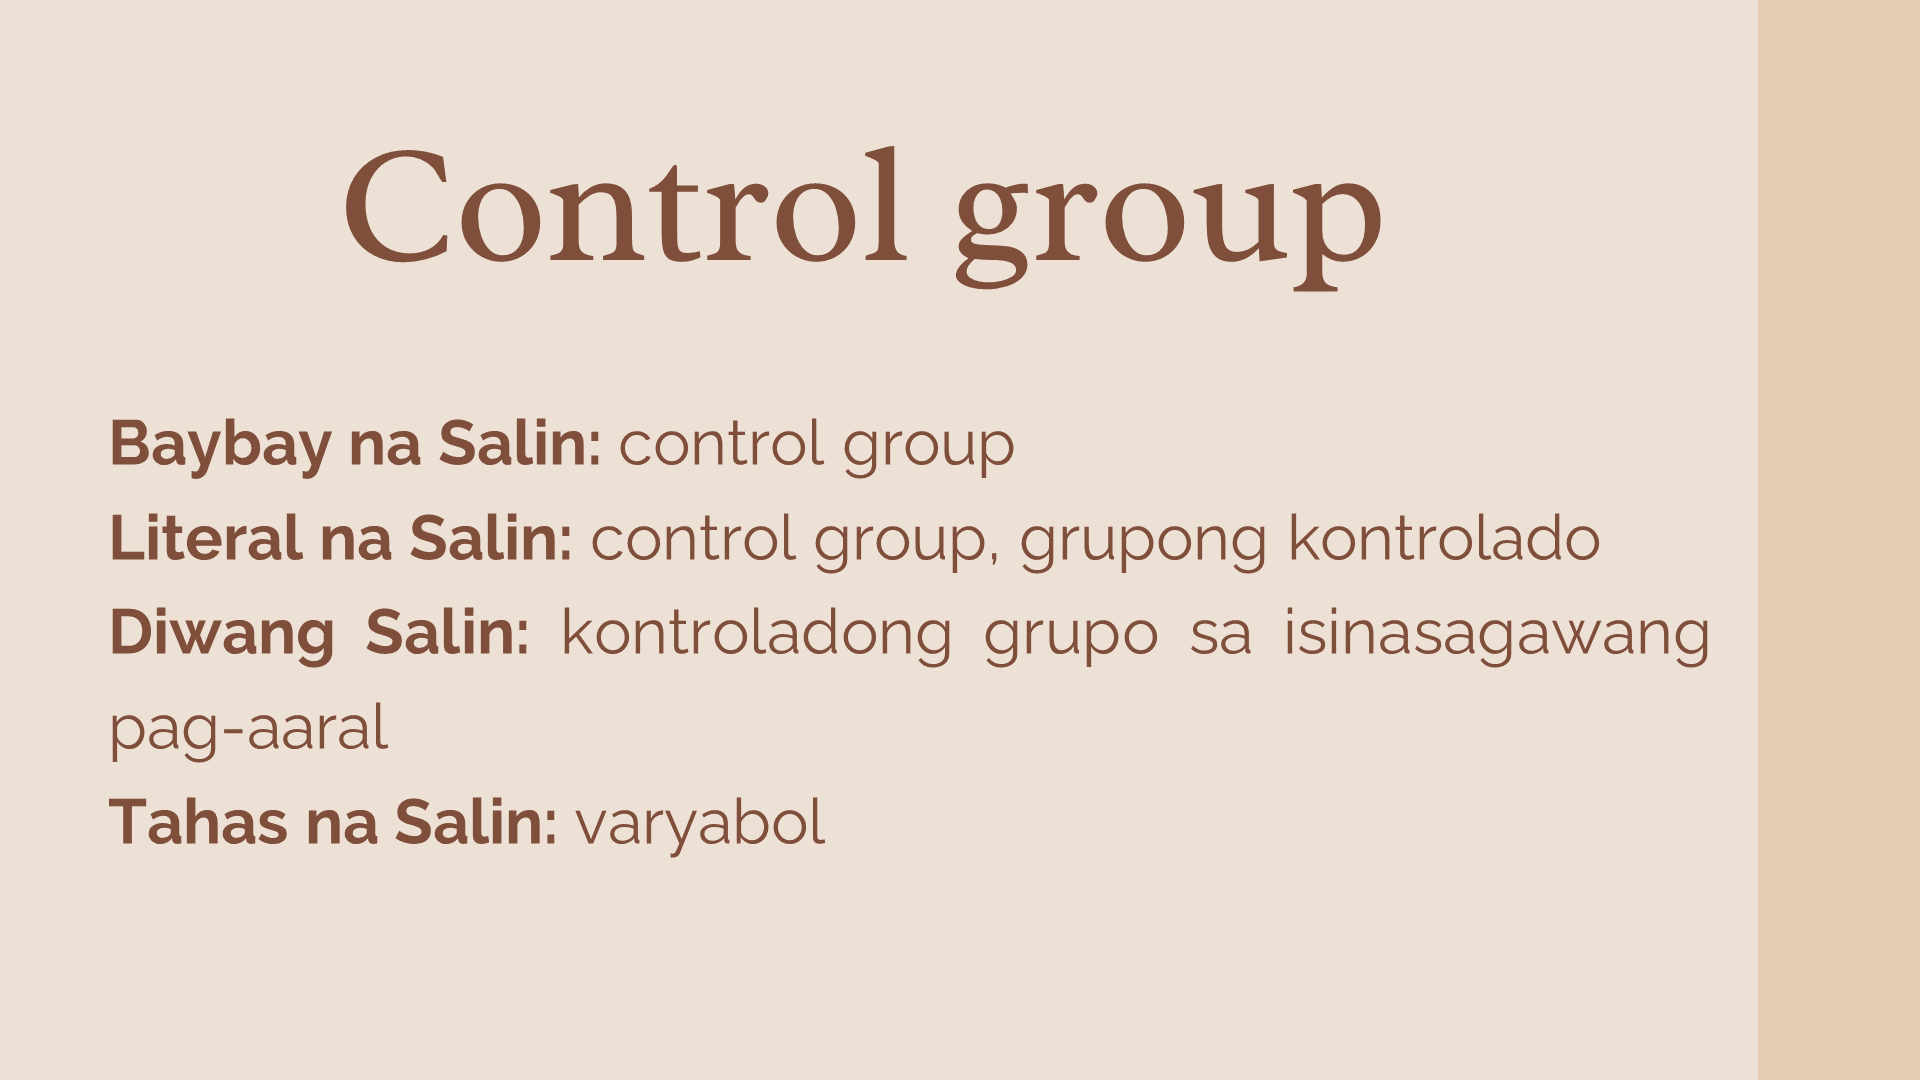 Control group
Baybay na Salin: control group
Literal na Salin: control group, grupong kontrolado
Diwang Salin: kontroladong grupo sa isinasagawang
pag-aaral
Tahas na Salin: varyabol